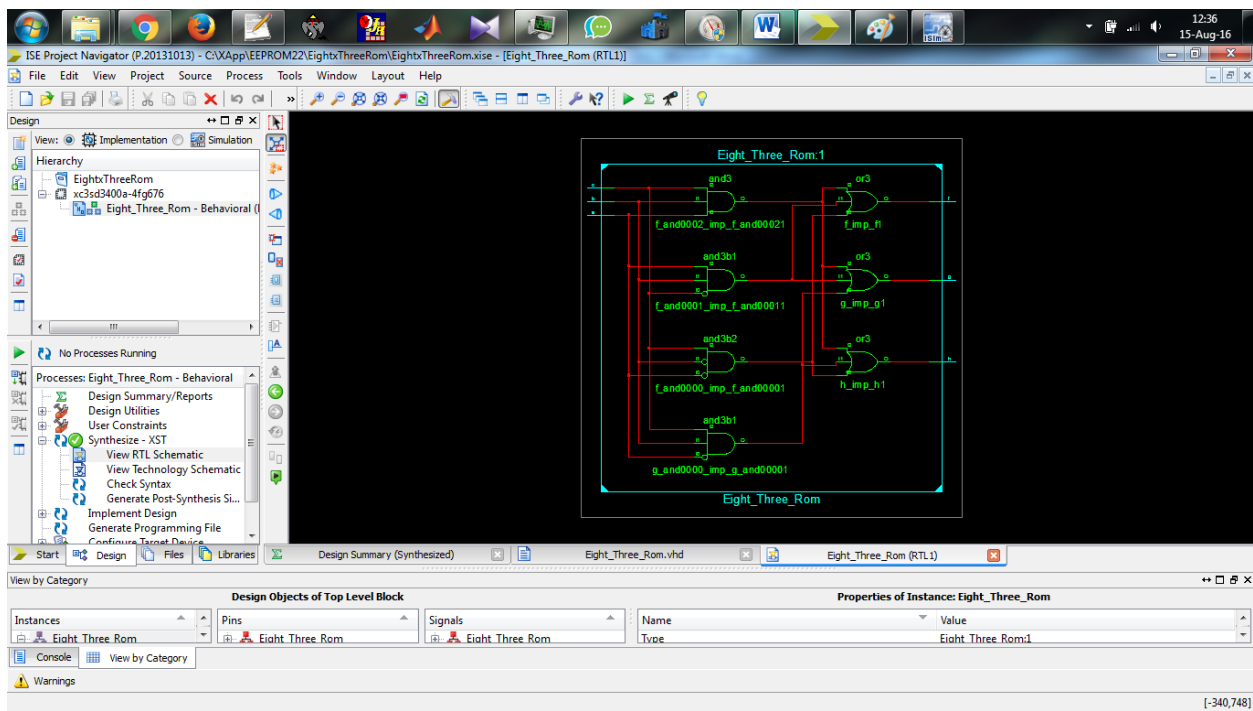 12:36
15-Aug-16
ISE Project Navigator (P.20131013) - C:\XApp\EEPROM22\EightxThreeRom\EightxThreeRom.xise - [Eight_Three_Rom (RTL1)]
File Edit View Project Source Process Tools Window Layout Help
Design
View: Implementation Simulation
Hierarchy
EightxThreeRom
xc3sd3400a-4fg676
Eight_Three_Rom - Behavioral (
No Processes Running
Processes: Eight_Three_Rom - Behavioral
Design Summary/Reports
Design Utilities
User Constraints
Synthesize - XST
View RTL Schematic
View Technology Schematic
Check Syntax
Generate Post-Synthesis Si...
Implement Design
Generate Programming File
Configure Target Device
Eight_Three_Rom:1
and3
or3
f_and0002_imp_f_and00021
f_imp_f1
and3b1
or3
f_and0001_imp_f_and00011
g_imp_g1
and3b2
or3
f_and0000_imp_f_and00001
h_imp_h1
and3b1
g_and0000_imp_g_and00001
Eight_Three_Rom
Start Design Files Libraries
Design Summary (Synthesized)
Eight_Three_Rom.vhd
Eight_Three_Rom (RTL1)
View by Category
Design Objects of Top Level Block
Properties of Instance: Eight_Three_Rom
Instances Pins Signals Name Value
Eight_Three_Rom Eight_Three_Rom Eight_Three_Rom Type Eight_Three_Rom:1
Console View by Category
Warnings
[-340,748]